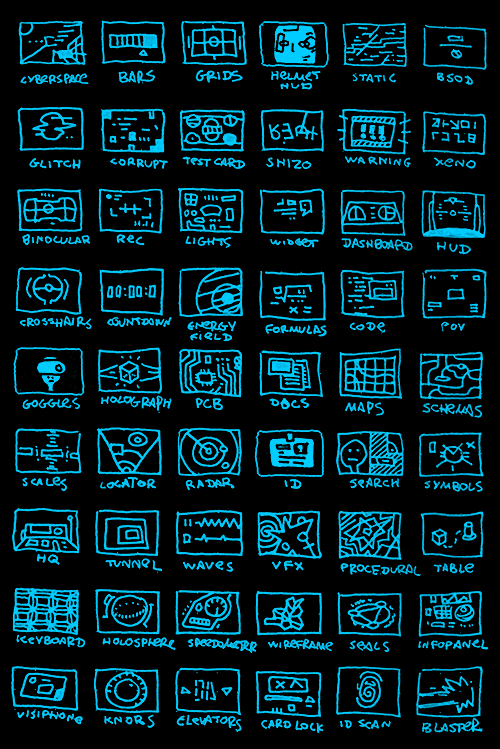 CYBERSPACE BARS GRIDS HELMET HUD STATIC BSOD
GLITCH CORRUPT TEST CARD SHIZO WARNING XENO
BINOCULAR REC LIGHTS WIDGET DASHBOARD HUD
CROSSHAIRS COUNTDOWN ENERGY FIELD FORMULAS CODE POV
GOGGLES HOLOGRAPH PCB DOCS MAPS SCHEMAS
SCALES LOCATOR RADAR ID SEARCH SYMBOLS
HQ TUNNEL WAVES VFX PROCEDURAL TABLE
KEYBOARD HOLOSPHERE SPEEDOMETER WIREFRAME SEALS INFOPANEL
VISIPHONE KNOBS ELEVATORS CARD LOCK ID SCAN BLASTER